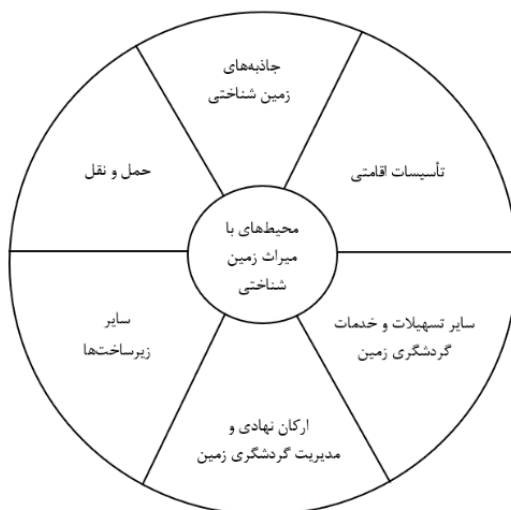 جاذبه‌های
زمین شناختی
تأسیسات اقامتی
حمل و نقل
محیط‌های با
میراث زمین
شناختی
سایر تسهیلات و خدمات
گردشگری زمین
سایر
زیرساخت‌ها
ارکان نهادی و
مدیریت گردشگری زمین